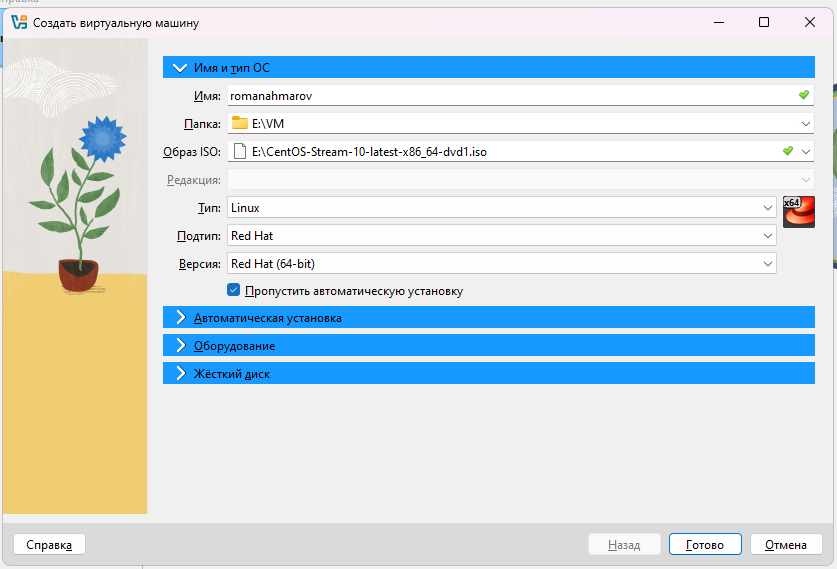 Создать виртуальную машину
Имя и тип ОС
Имя: romanahmarov
Папка: E:\VM
Образ ISO: E:\CentOS-Stream-10-latest-x86_64-dvd1.iso
Редакция:
Тип: Linux
x64
Подтип: Red Hat
Версия: Red Hat (64-bit)
Пропустить автоматическую установку
Автоматическая установка
Оборудование
Жёсткий диск
Справка Назад Готово Отмена